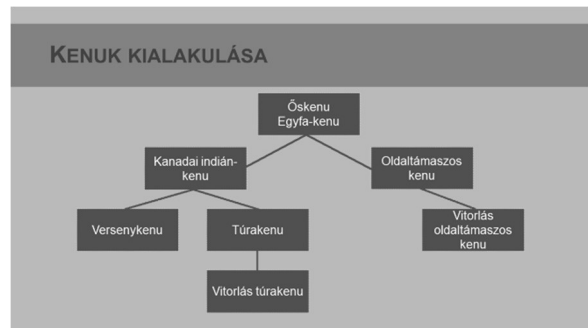 KENUK KIALAKULÁSA
Őskenu
Egyfa-kenu
Kanadai indián-
kenu
Oldaltámaszos
kenu
Versenykenu
Túrakenu
Vitorlás
oldaltámaszos
kenu
Vitorlás túrakenu